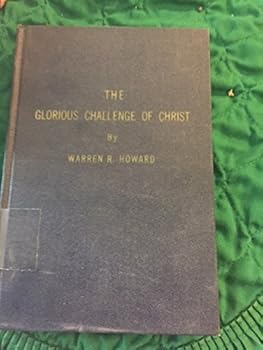 THE
GLORIOUS CHALLENGE OF CHRIST
By
WARREN R. HOWARD